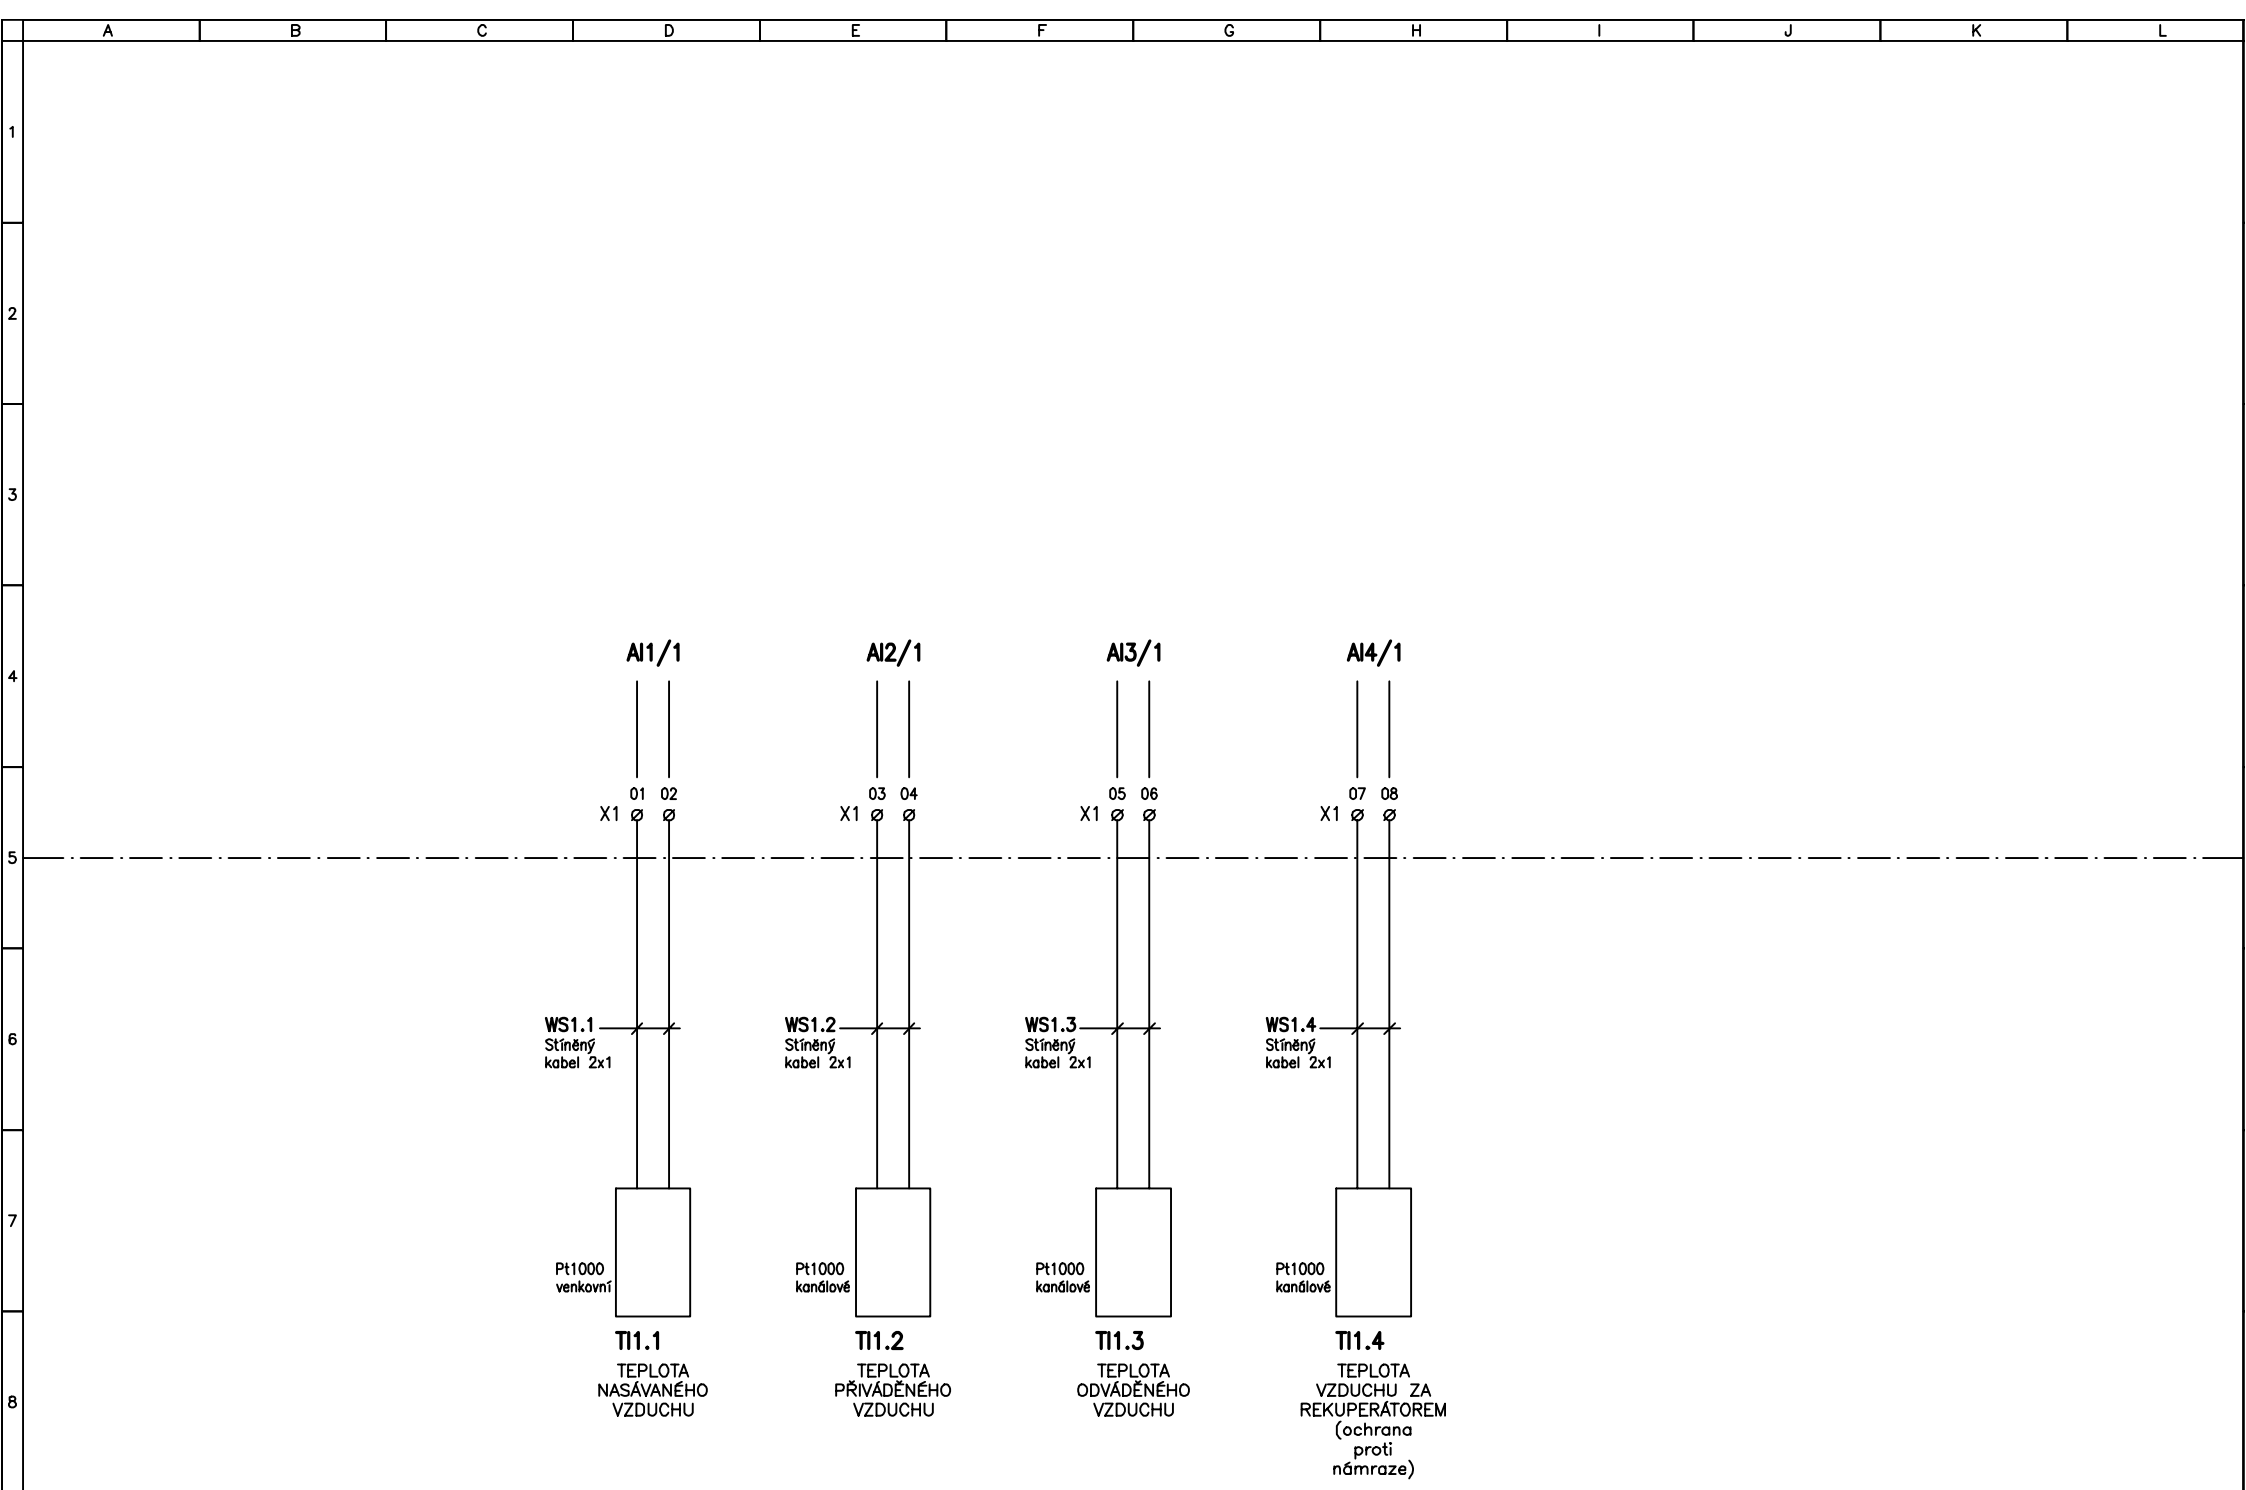 A B C D E F G H I J K L
1
2
3
4
AI1/1 AI2/1 AI3/1 AI4/1
01 02 03 04 05 06 07 08
X1 X1 X1 X1
5
6
WS1.1 WS1.2 WS1.3 WS1.4
Stíněný Stíněný Stíněný Stíněný
kabel 2x1 kabel 2x1 kabel 2x1 kabel 2x1
7
Pt1000 Pt1000 Pt1000 Pt1000
venkovní kanálové kanálové kanálové
TI1.1 TI1.2 TI1.3 TI1.4
8
TEPLOTA
NASÁVANÉHO
VZDUCHU
TEPLOTA
PŘIVÁDĚNÉHO
VZDUCHU
TEPLOTA
ODVÁDĚNÉHO
VZDUCHU
TEPLOTA
VZDUCHU ZA
REKUPERÁTOREM
(ochrana
proti
námraze)